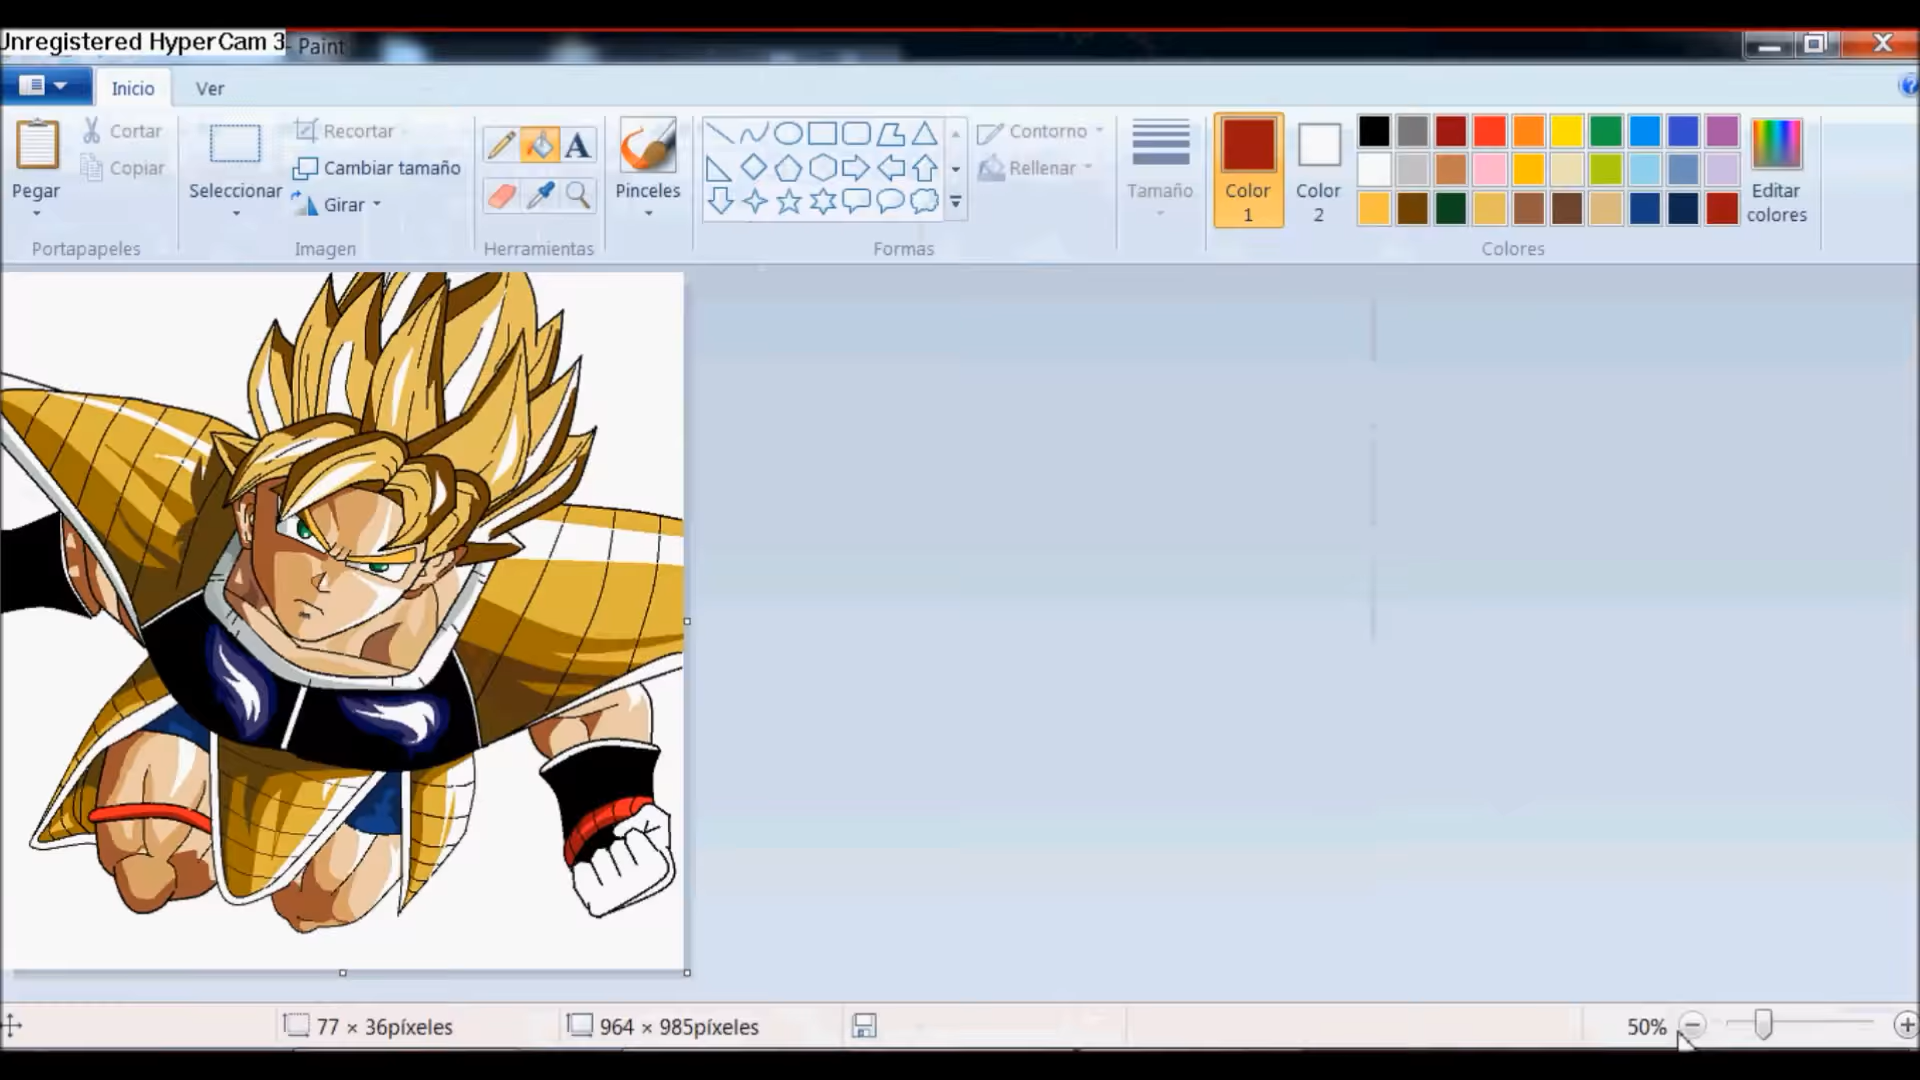 Unregistered HyperCam 3 - Paint
Inicio Ver
Pegar
Cortar
Copiar
Portapapeles
Seleccionar
Recortar
Cambiar tamaño
Girar
Imagen
A
Herramientas
Pinceles
Formas
Contorno
Rellenar
Tamaño
Color 1
Color 2
Editar colores
Colores
77 × 36píxeles
964 × 985píxeles
50%